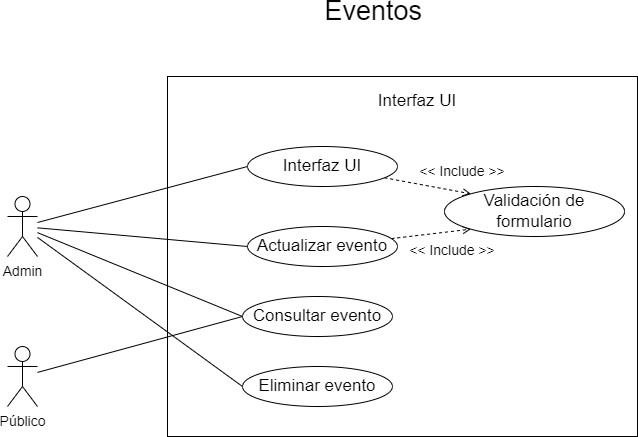 Eventos
Interfaz UI
Interfaz UI
<< Include >>
Validación de
formulario
Admin
Actualizar evento
<< Include >>
Consultar evento
Eliminar evento
Público